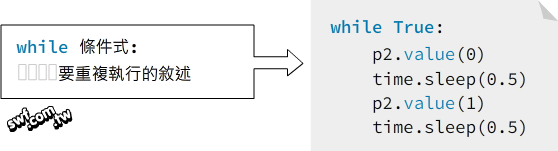 while 條件式:
要重複執行的敘述
swf.com.tw
while True:
    p2.value(0)
    time.sleep(0.5)
    p2.value(1)
    time.sleep(0.5)